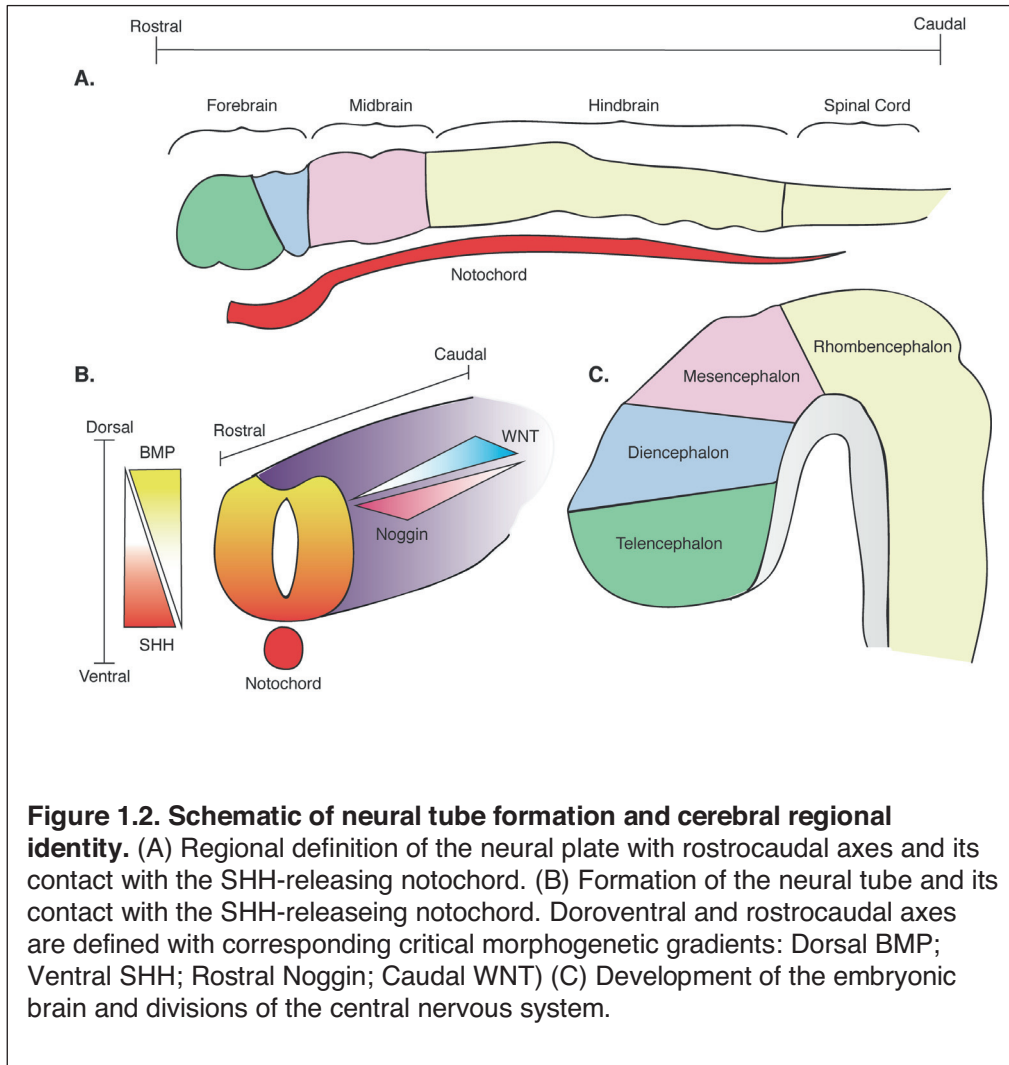 Rostral
Caudal
A.
Forebrain
Midbrain
Hindbrain
Spinal Cord
Notochord
B.
Caudal
Rostral
Dorsal
BMP
WNT
Noggin
SHH
Ventral
Notochord
C.
Rhombencephalon
Mesencephalon
Diencephalon
Telencephalon
Figure 1.2. Schematic of neural tube formation and cerebral regional
identity. (A) Regional definition of the neural plate with rostrocaudal axes and its
contact with the SHH-releasing notochord. (B) Formation of the neural tube and its
contact with the SHH-releaseing notochord. Doroventral and rostrocaudal axes
are defined with corresponding critical morphogenetic gradients: Dorsal BMP;
Ventral SHH; Rostral Noggin; Caudal WNT) (C) Development of the embryonic
brain and divisions of the central nervous system.